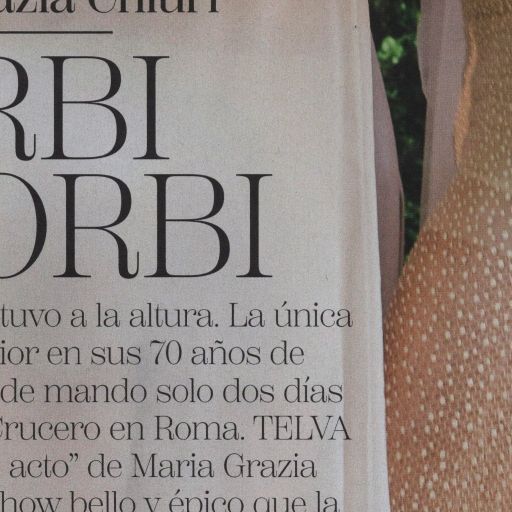 azia Chiuri
RBI
ORBI
tuvo a la altura. La única
ior en sus 70 años de
de mando solo dos días
Crucero en Roma. TELVA
acto” de Maria Grazia
how bello y épico que la